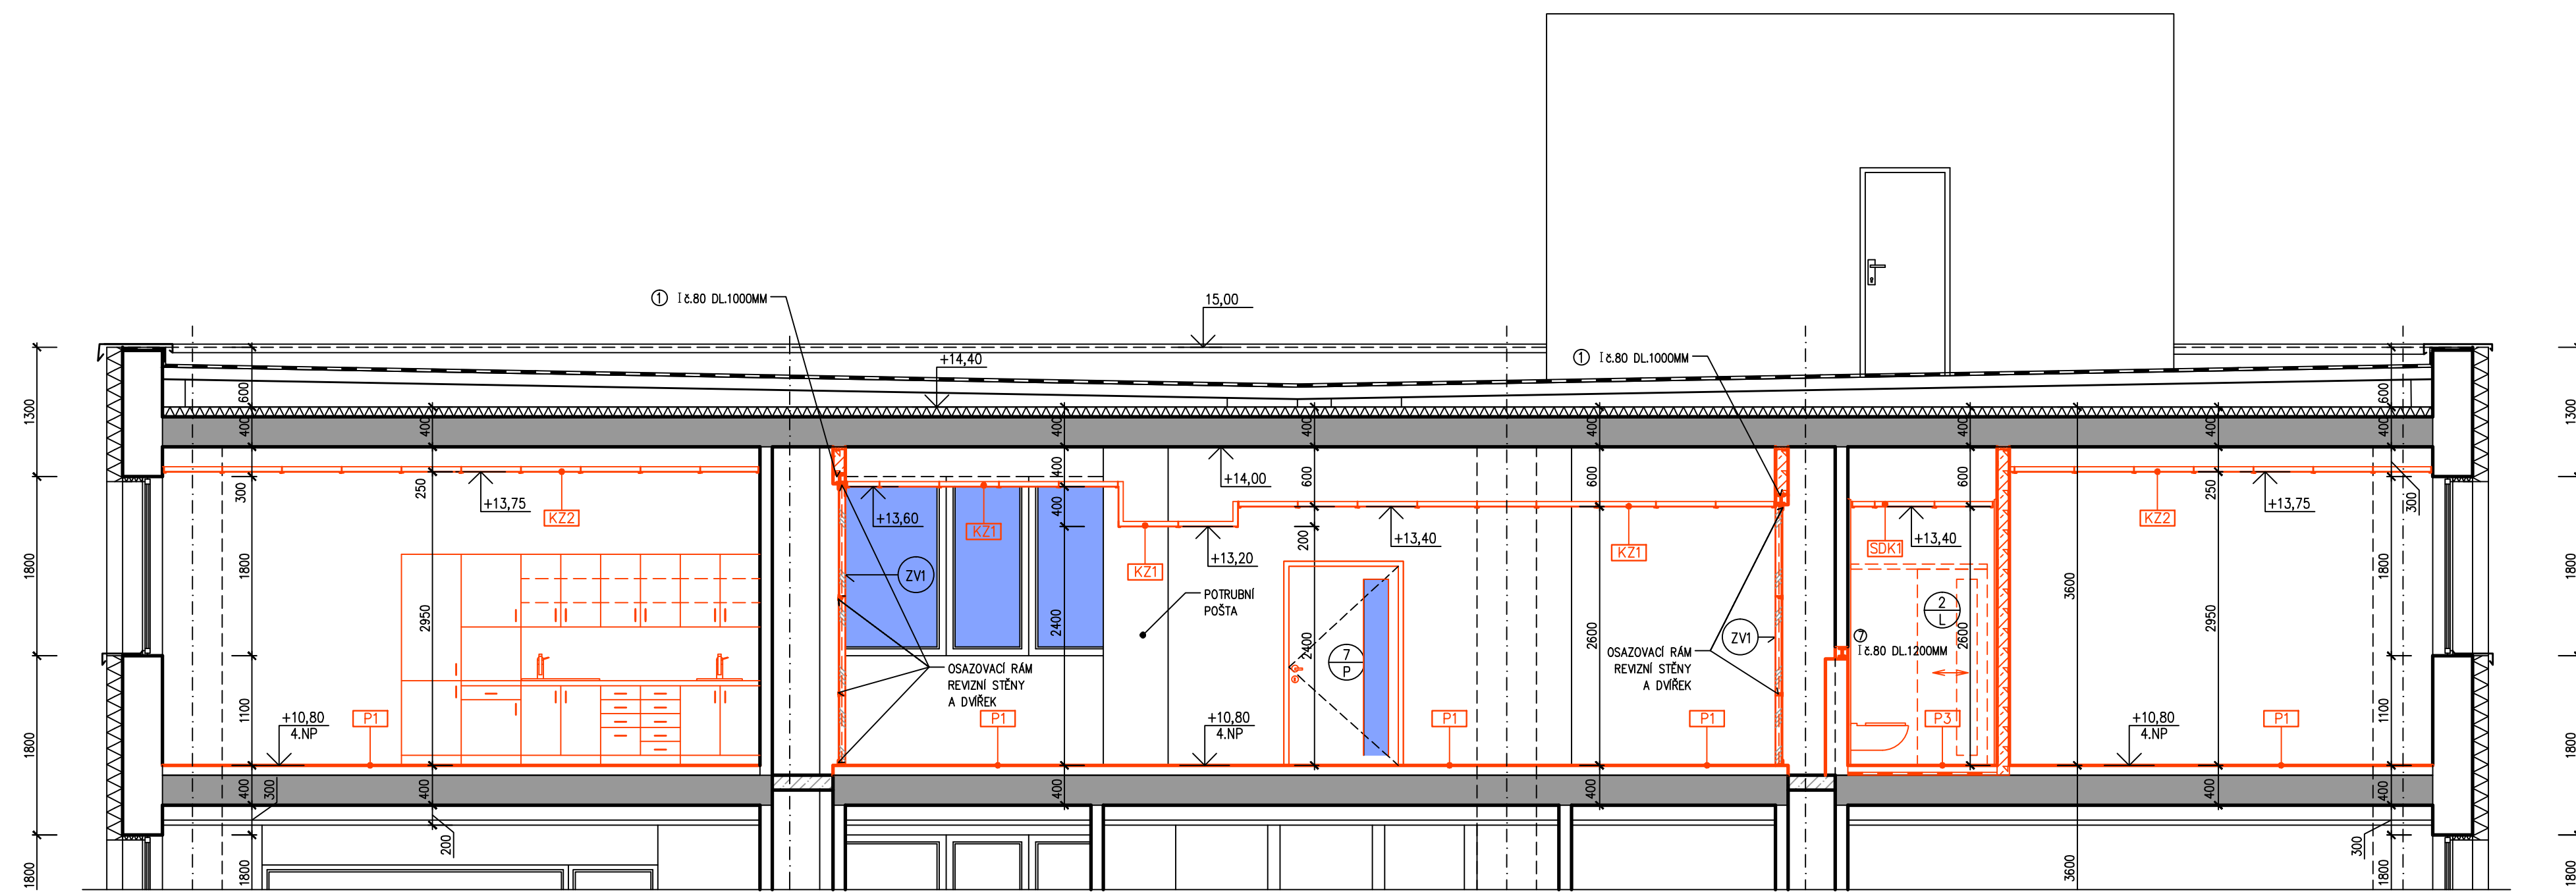 15,00
① I č.80 DL.1000MM
① I č.80 DL.1000MM
+14,40
1300
600
400
400
400
400
400
400
400
400
600
1300
+14,00
300
250
+13,75
KZ2
+13,60
KZ1
400
400
600
200
+13,20
KZ1
+13,40
600
KZ1
SDK1
600
+13,40
KZ2
250
+13,75
300
1800
1800
2950
ZV1
POTRUBNÍ
POŠTA
2400
2400
7
P
2600
OSAZOVACÍ RÁM
REVIZNÍ STĚNY
A DVÍŘEK
ZV1
⑦
I č.80 DL.1200MM
2
L
2600
3600
2950
1800
1800
OSAZOVACÍ RÁM
REVIZNÍ STĚNY
A DVÍŘEK
1800
1100
+10,80
4.NP
P1
P1
+10,80
4.NP
P1
P1
P3
+10,80
4.NP
P1
1100
1800
400
300
400
400
400
400
400
200
300
1800
1800
3600
1800
1800